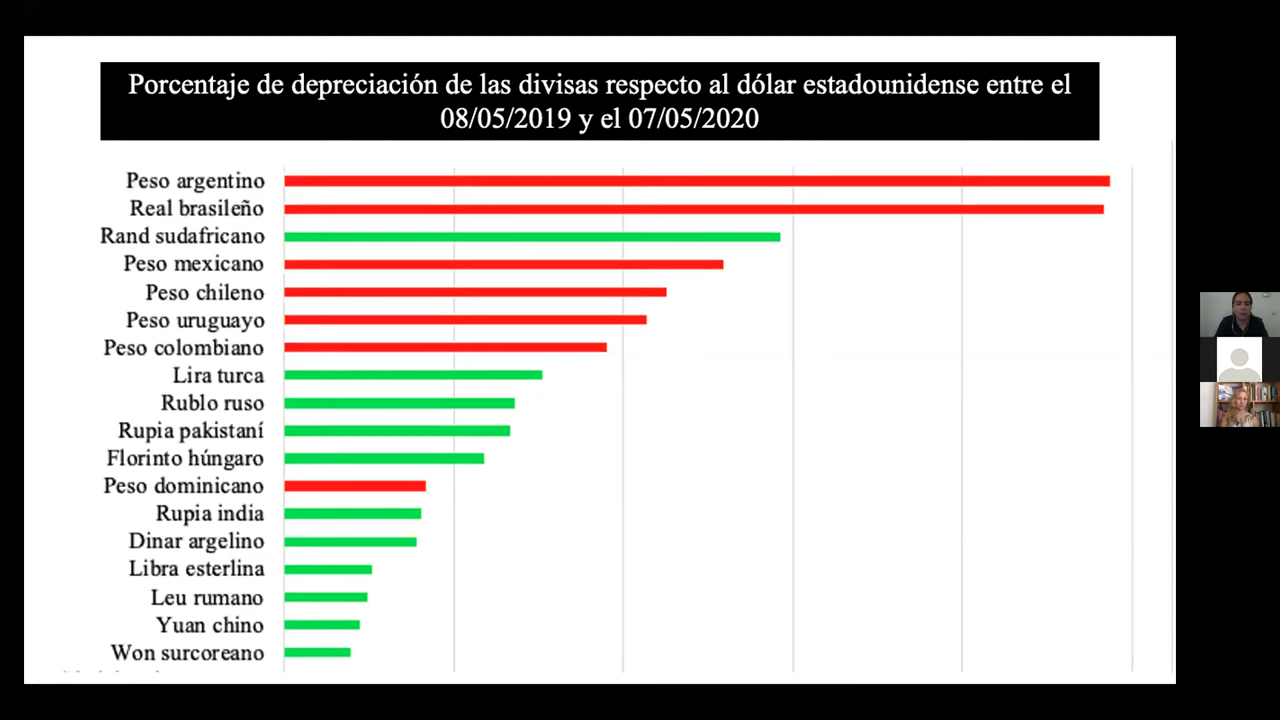 Porcentaje de depreciación de las divisas respecto al dólar estadounidense entre el
08/05/2019 y el 07/05/2020
Peso argentino
Real brasileño
Rand sudafricano
Peso mexicano
Peso chileno
Peso uruguayo
Peso colombiano
Lira turca
Rublo ruso
Rupia pakistaní
Florinto húngaro
Peso dominicano
Rupia india
Dinar argelino
Libra esterlina
Leu rumano
Yuan chino
Won surcoreano